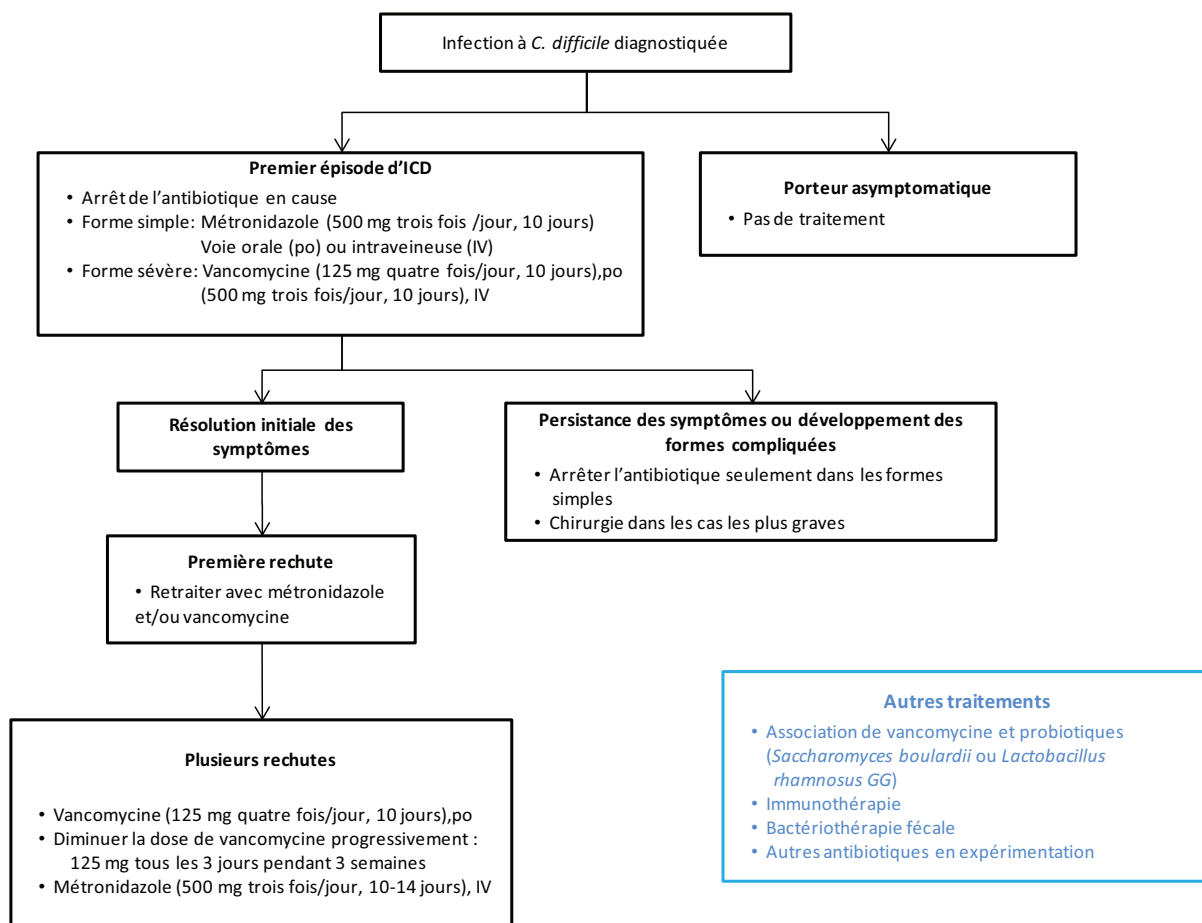 Infection à C. difficile diagnostiquée
Premier épisode d'ICD
• Arrêt de l'antibiotique en cause
• Forme simple: Métronidazole (500 mg trois fois /jour, 10 jours)
Voie orale (po) ou intraveineuse (IV)
• Forme sévère: Vancomycine (125 mg quatre fois/jour, 10 jours),po
(500 mg trois fois/jour, 10 jours), IV
Porteur asymptomatique
• Pas de traitement
Résolution initiale des
symptômes
Persistance des symptômes ou développement des
formes compliquées
• Arrêter l'antibiotique seulement dans les formes
simples
• Chirurgie dans les cas les plus graves
Première rechute
• Retraiter avec métronidazole
et/ou vancomycine
Plusieurs rechutes
• Vancomycine (125 mg quatre fois/jour, 10 jours),po
• Diminuer la dose de vancomycine progressivement :
125 mg tous les 3 jours pendant 3 semaines
• Métronidazole (500 mg trois fois/jour, 10-14 jours), IV
Autres traitements
• Association de vancomycine et probiotiques
(Saccharomyces boulardii ou Lactobacillus
rhamnosus GG)
• Immunothérapie
• Bactériothérapie fécale
• Autres antibiotiques en expérimentation